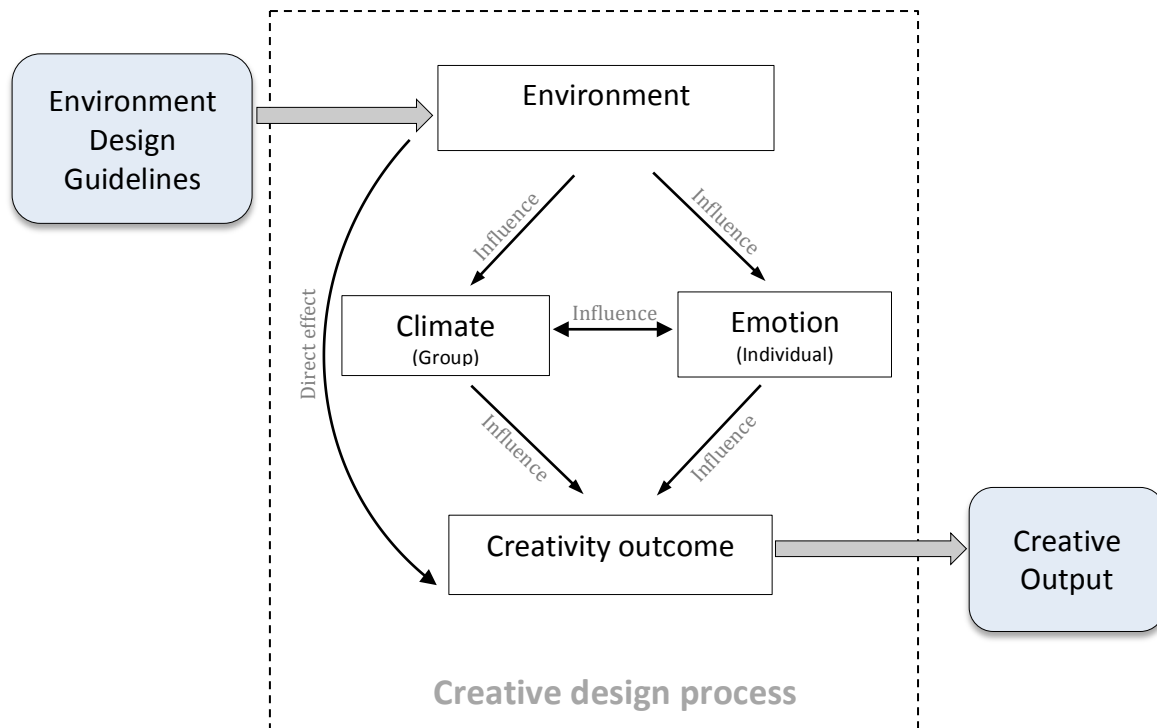 Environment
Design
Guidelines
Environment
Influence
Influence
Direct effect
Climate
(Group)
Influence
Emotion
(Individual)
Influence
Influence
Creativity outcome
Creative
Output
Creative design process